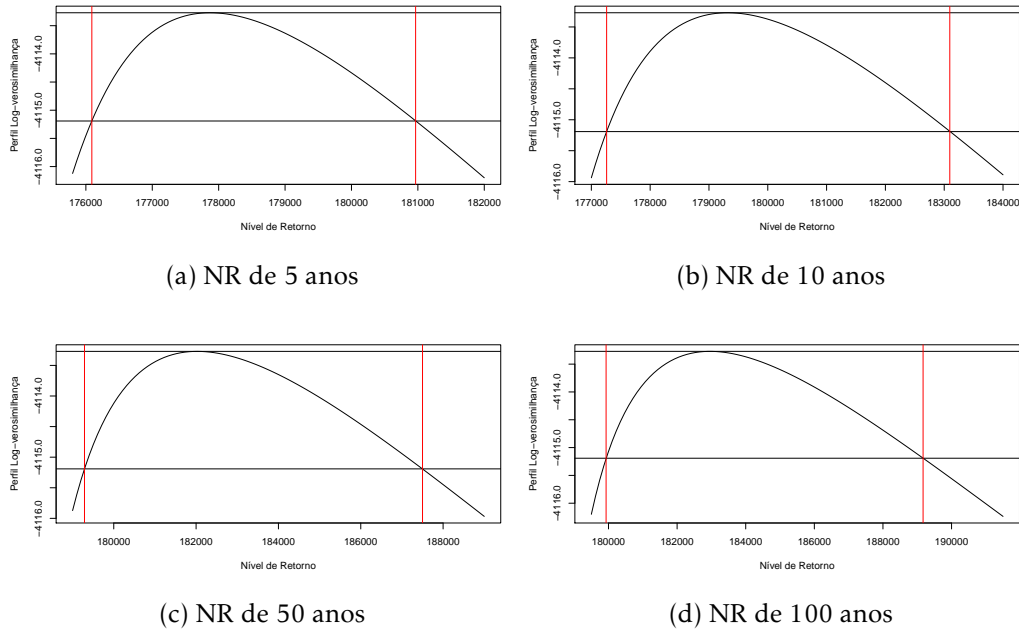 Perfil Log−verosimilhança
−4116.0
−4115.0
−4114.0
176000 177000 178000 179000 180000 181000 182000
Nível de Retorno
(a) NR de 5 anos
Perfil Log−verosimilhança
−4116.0
−4115.0
−4114.0
177000 178000 179000 180000 181000 182000 183000 184000
Nível de Retorno
(b) NR de 10 anos
Perfil Log−verosimilhança
−4116.0
−4115.0
−4114.0
180000 182000 184000 186000 188000
Nível de Retorno
(c) NR de 50 anos
Perfil Log−verosimilhança
−4116.0
−4115.0
−4114.0
180000 182000 184000 186000 188000 190000
Nível de Retorno
(d) NR de 100 anos